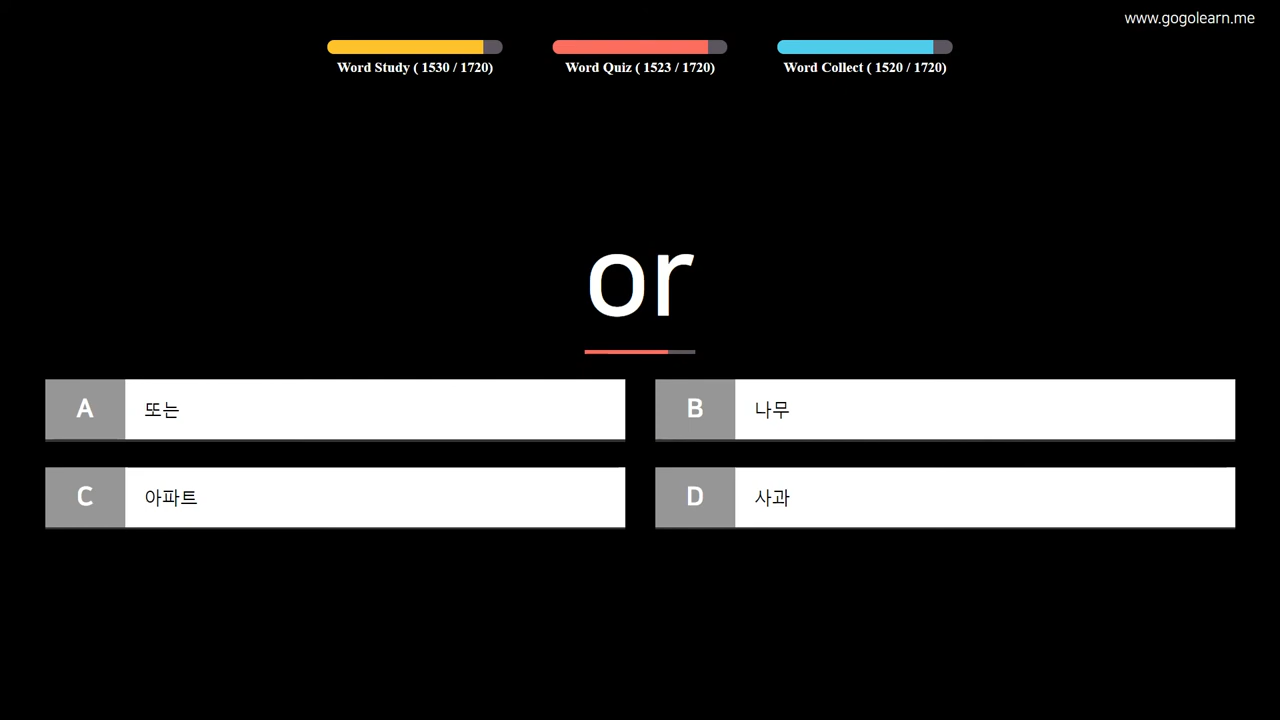 www.gogolearn.me
Word Study ( 1530 / 1720)
Word Quiz ( 1523 / 1720)
Word Collect ( 1520 / 1720)
or
A 또는
B 나무
C 아파트
D 사과